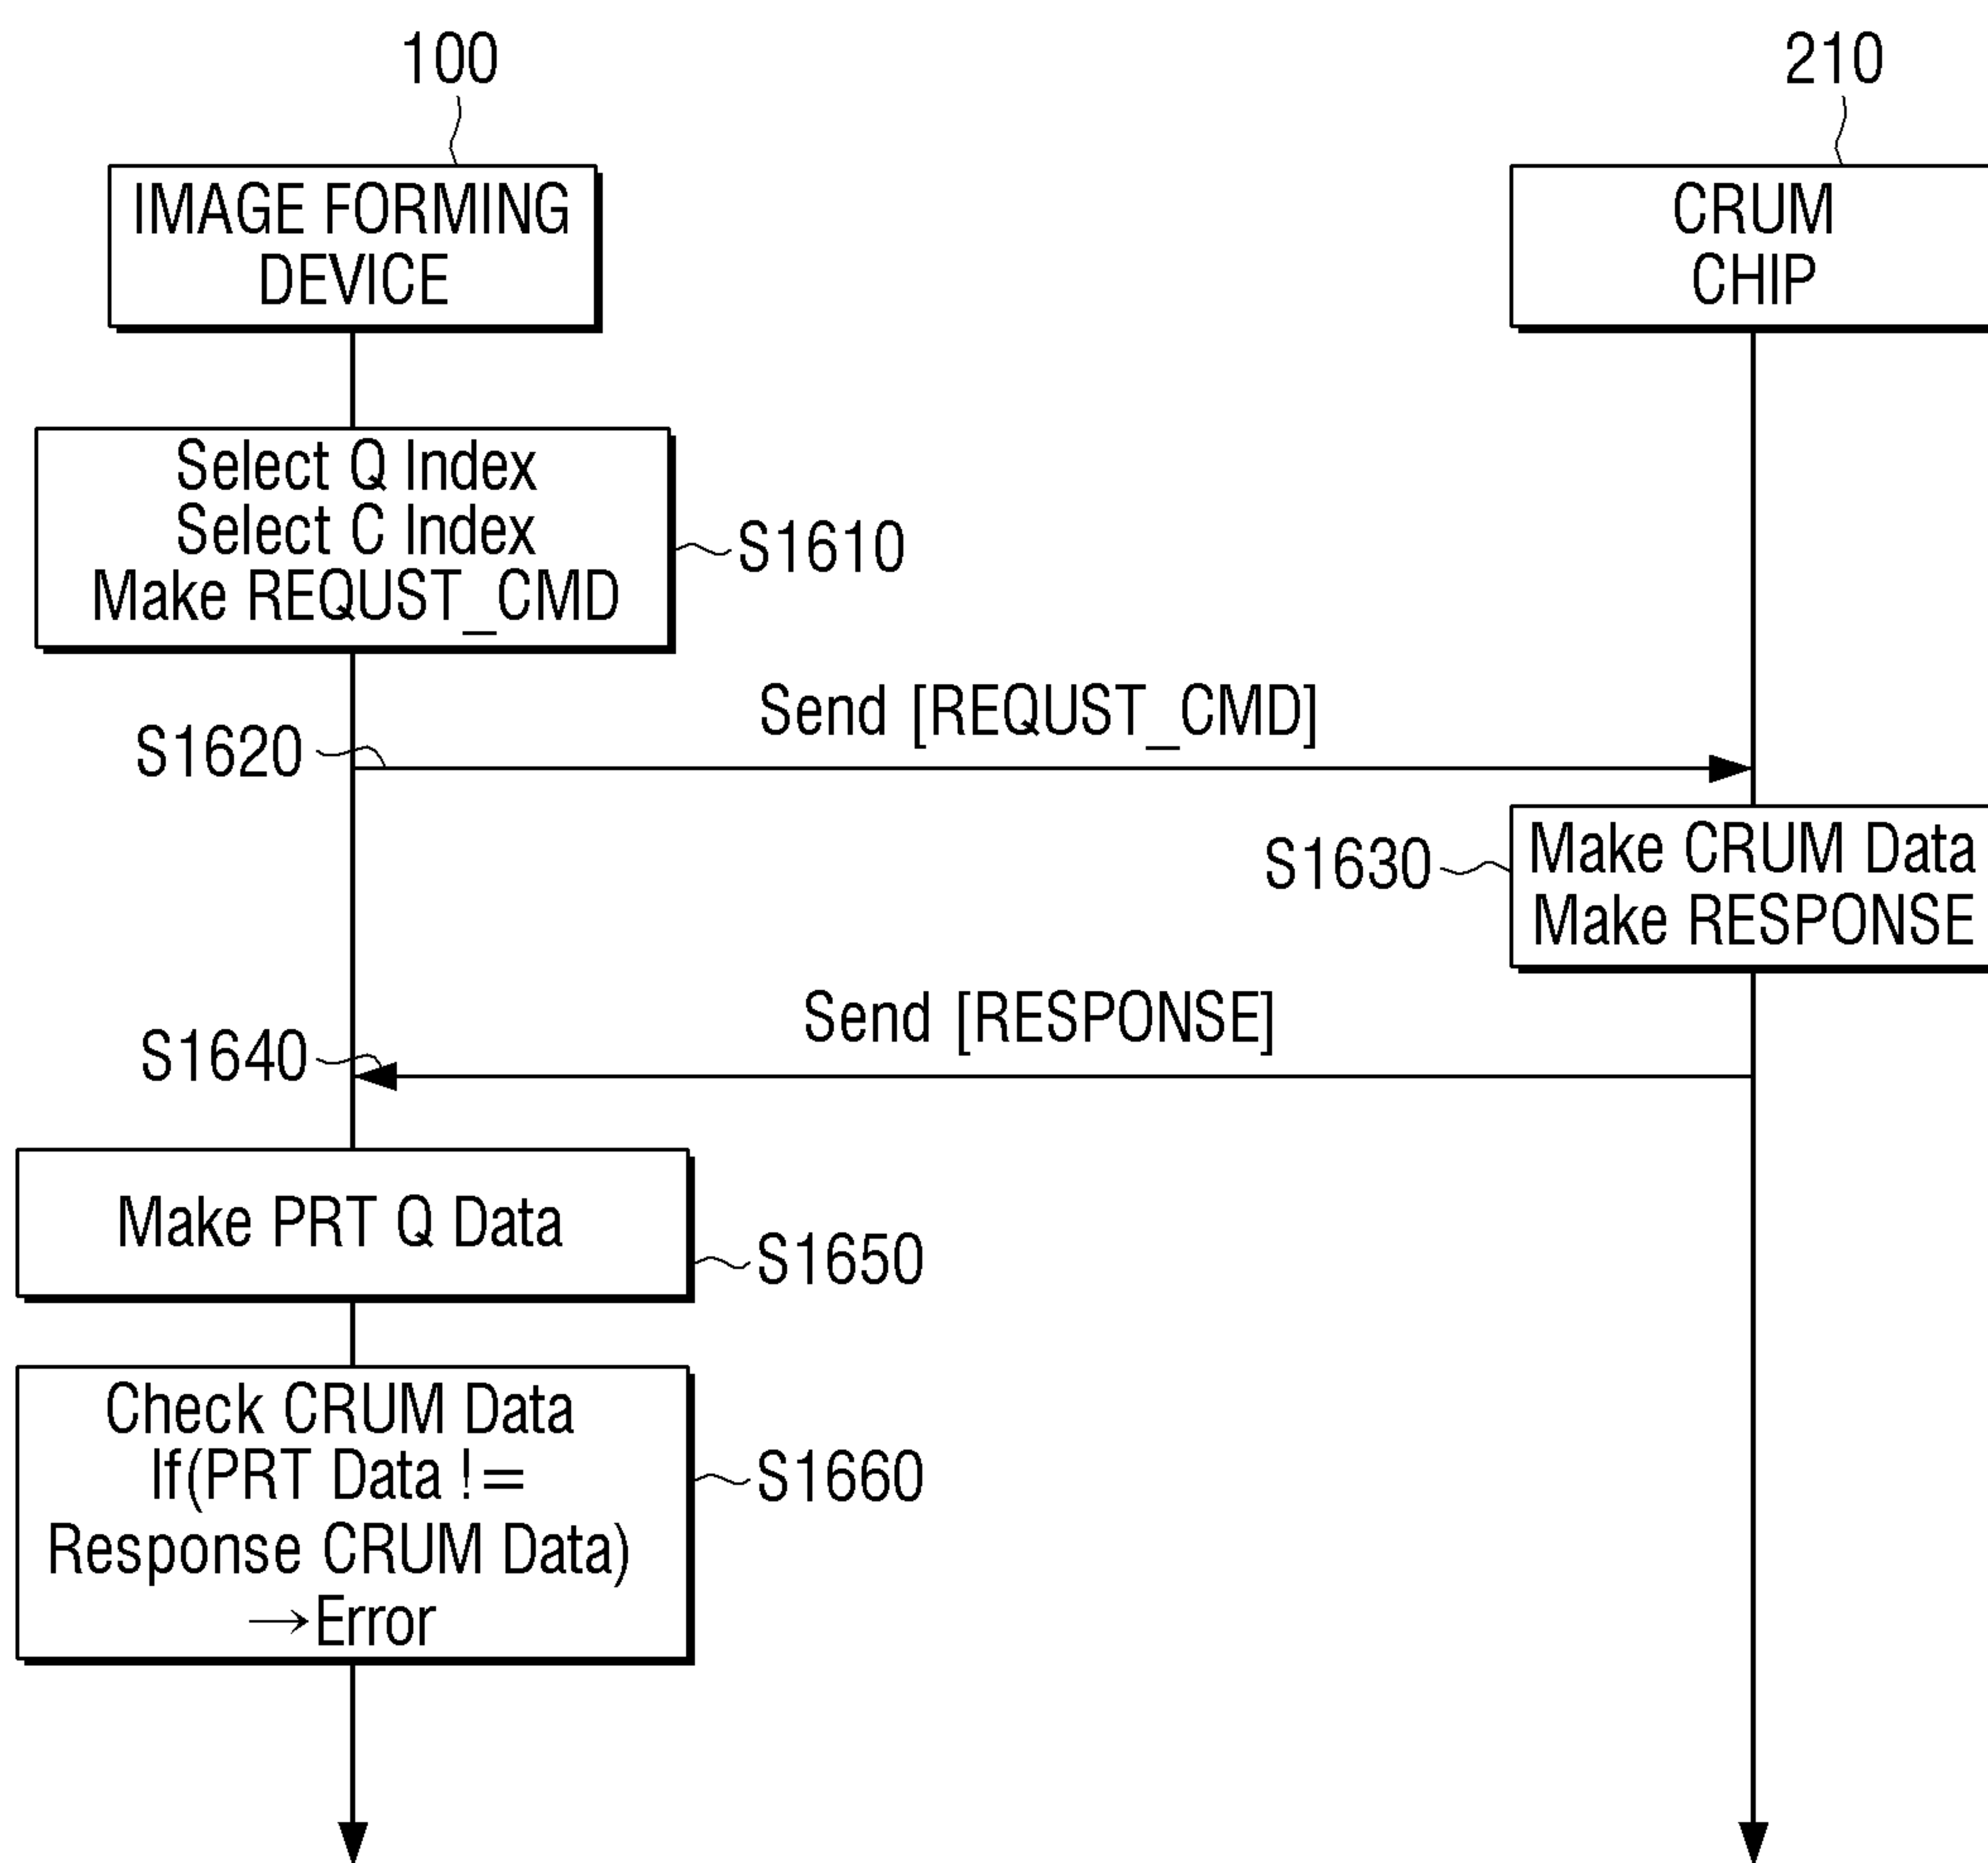 100
210
IMAGE FORMING
DEVICE
CRUM
CHIP
Select Q Index
Select C Index
Make REQUST_CMD
S1610
Send [REQUST_CMD]
S1620
S1630
Make CRUM Data
Make RESPONSE
Send [RESPONSE]
S1640
Make PRT Q Data
S1650
Check CRUM Data
If(PRT Data !=
Response CRUM Data)
→Error
S1660